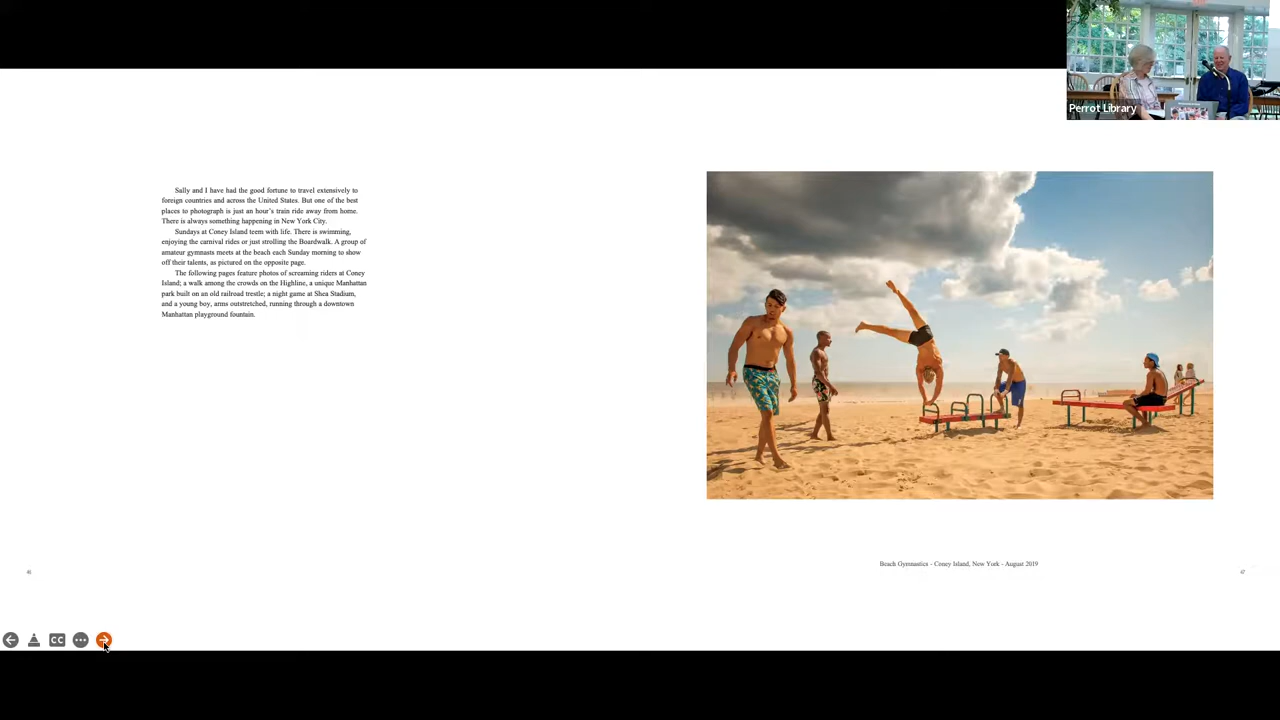 Perrot Library
Sally and I have had the good fortune to travel extensively to
foreign countries and across the United States. But one of the best
places to photograph is just an hour's train ride away from home.
There is always something happening in New York City.
Sundays at Coney Island teem with life. There is swimming,
enjoying the carnival rides or just strolling the Boardwalk. A group of
amateur gymnasts meets at the beach each Sunday morning to show
off their talents, as pictured on the opposite page.
The following pages feature photos of screaming riders at Coney
Island; a walk among the crowds on the Highline, a unique Manhattan
park built on an old railroad trestle; a night game at Shea Stadium,
and a young boy, arms outstretched, running through a downtown
Manhattan playground fountain.
Beach Gymnastics - Coney Island, New York - August 2019
46
47
CC